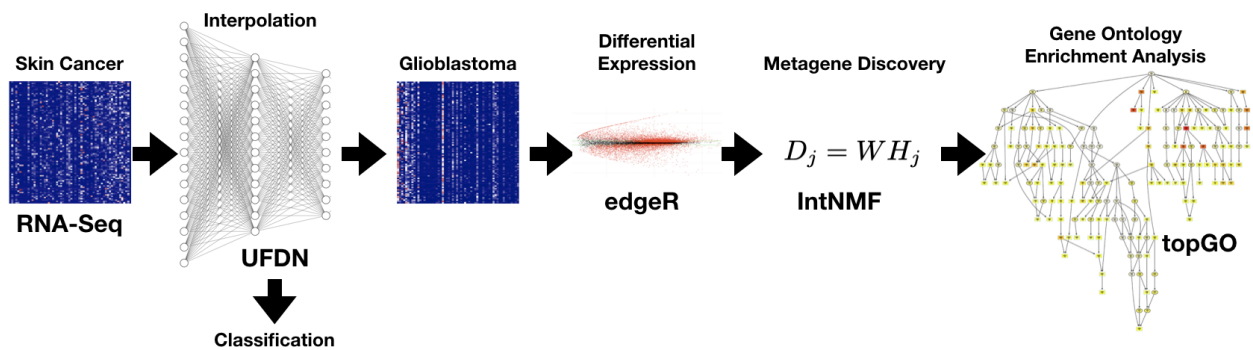 Skin Cancer
RNA-Seq
Interpolation
UFDN
Classification
Glioblastoma
Differential
Expression
edgeR
Metagene Discovery
D_j = WH_j
IntNMF
Gene Ontology
Enrichment Analysis
topGO